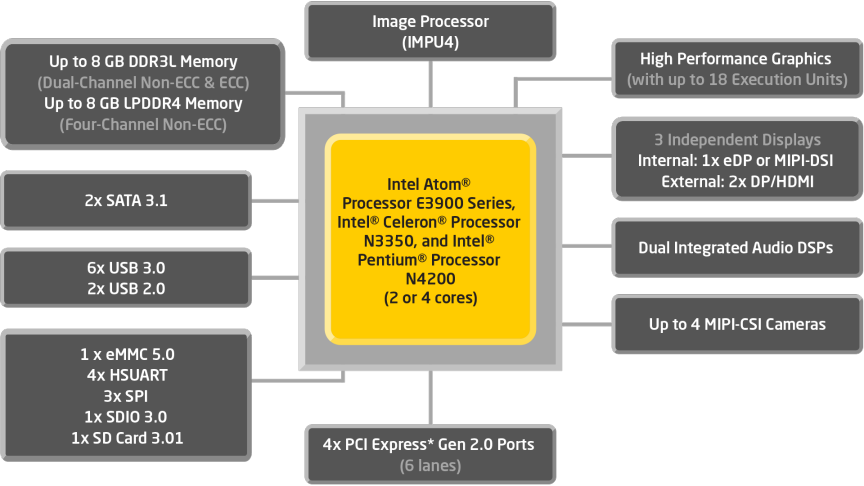 Image Processor
(IMPU4)
Up to 8 GB DDR3L Memory
(Dual-Channel Non-ECC & ECC)
Up to 8 GB LPDDR4 Memory
(Four-Channel Non-ECC)
High Performance Graphics
(with up to 18 Execution Units)
3 Independent Displays
Internal: 1x eDP or MIPI-DSI
External: 2x DP/HDMI
2x SATA 3.1
Intel Atom®
Processor E3900 Series,
Intel® Celeron® Processor
N3350, and Intel®
Pentium® Processor
N4200
(2 or 4 cores)
Dual Integrated Audio DSPs
6x USB 3.0
2x USB 2.0
Up to 4 MIPI-CSI Cameras
1 x eMMC 5.0
4x HSUART
3x SPI
1x SDIO 3.0
1x SD Card 3.01
4x PCI Express* Gen 2.0 Ports
(6 lanes)